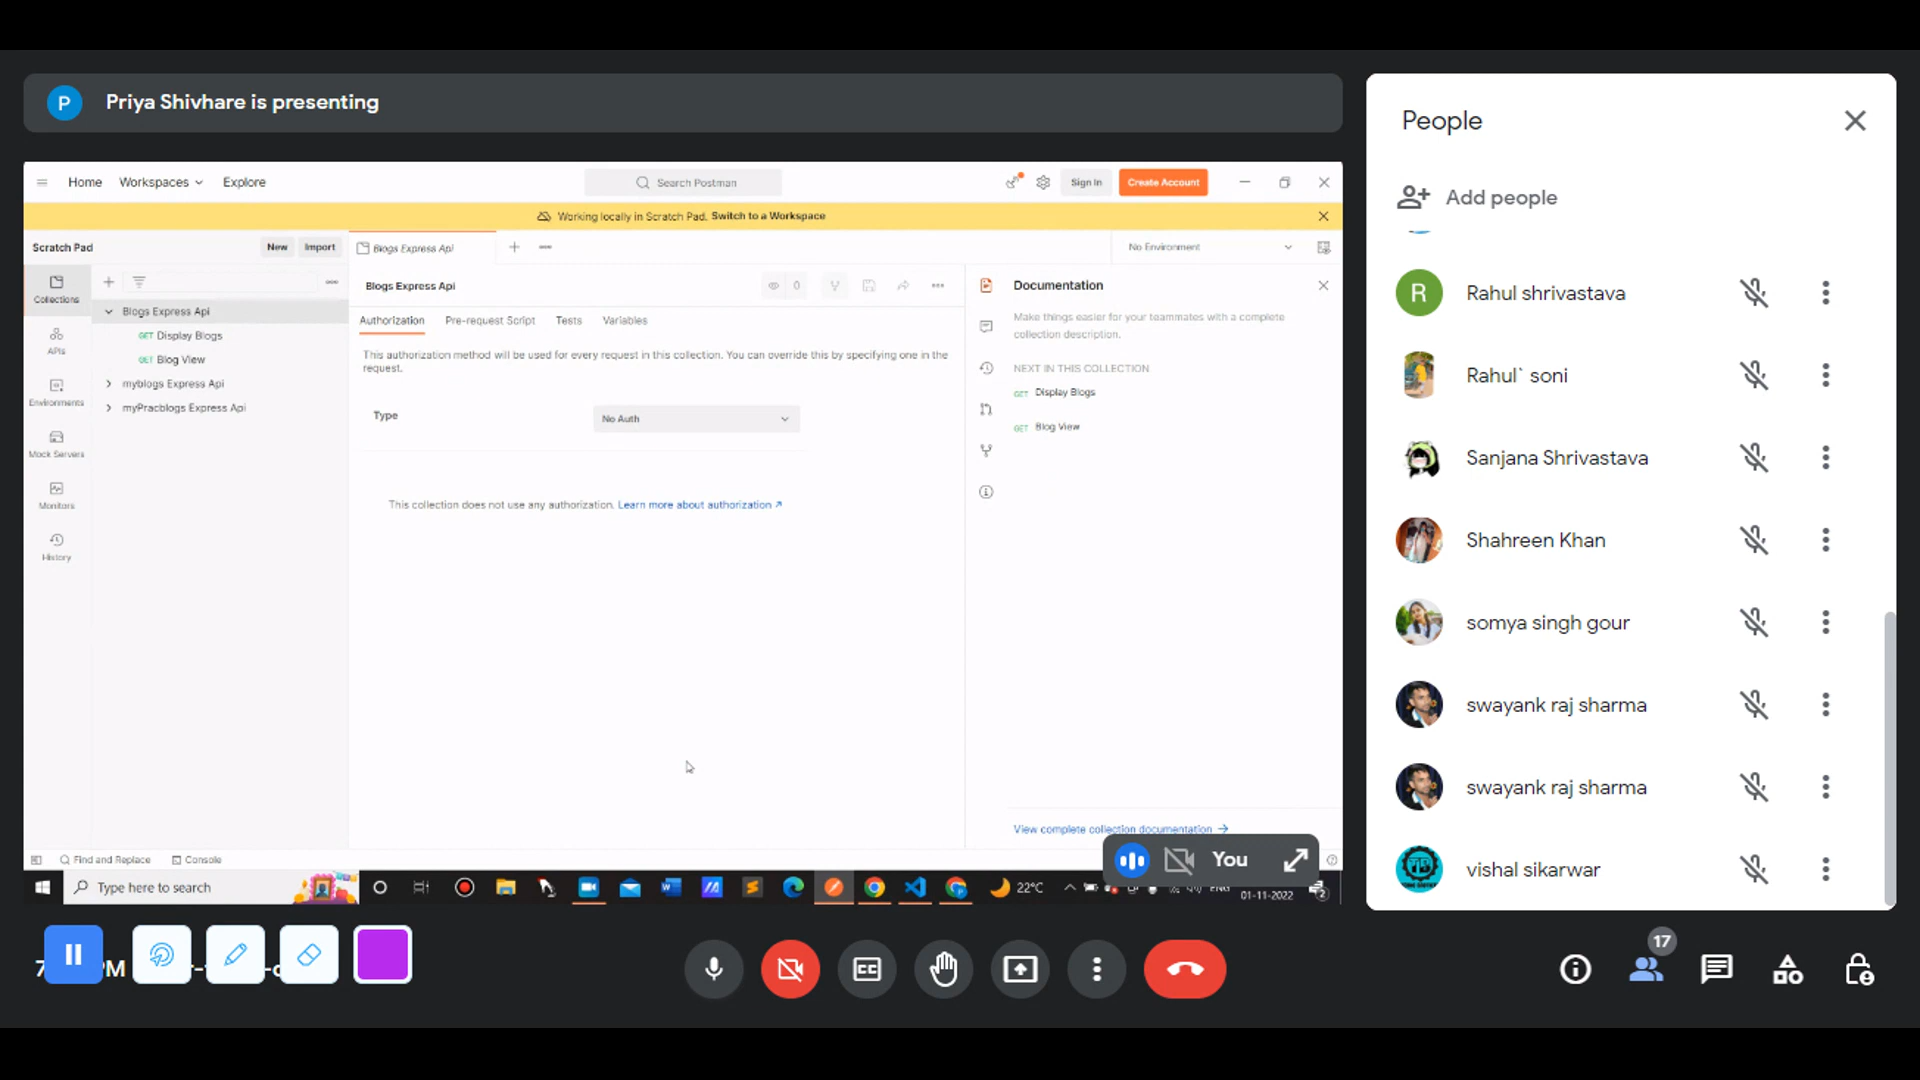 P Priya Shivhare is presenting
Home Workspaces Explore
Search Postman
Sign In Create Account
Working locally in Scratch Pad. Switch to a Workspace
Scratch Pad
New Import
Blogs Express Api
No Environment
Collections
APIs
Environments
Mock Servers
Monitors
History
Blogs Express Api
GET Display Blogs
GET Blog View
myblogs Express Api
myPracblogs Express Api
Blogs Express Api
0
Authorization Pre-request Script Tests Variables
This authorization method will be used for every request in this collection. You can override this by specifying one in the
request.
Type
No Auth
This collection does not use any authorization. Learn more about authorization
Documentation
Make things easier for your teammates with a complete
collection description.
NEXT IN THIS COLLECTION
GET Display Blogs
GET Blog View
View complete collection documentation
Find and Replace Console
You
Type here to search
22°C
ENG
01-11-2022
2
People
Add people
R Rahul shrivastava
Rahul` soni
Sanjana Shrivastava
Shahreen Khan
somya singh gour
swayank raj sharma
swayank raj sharma
vishal sikarwar
CC
17